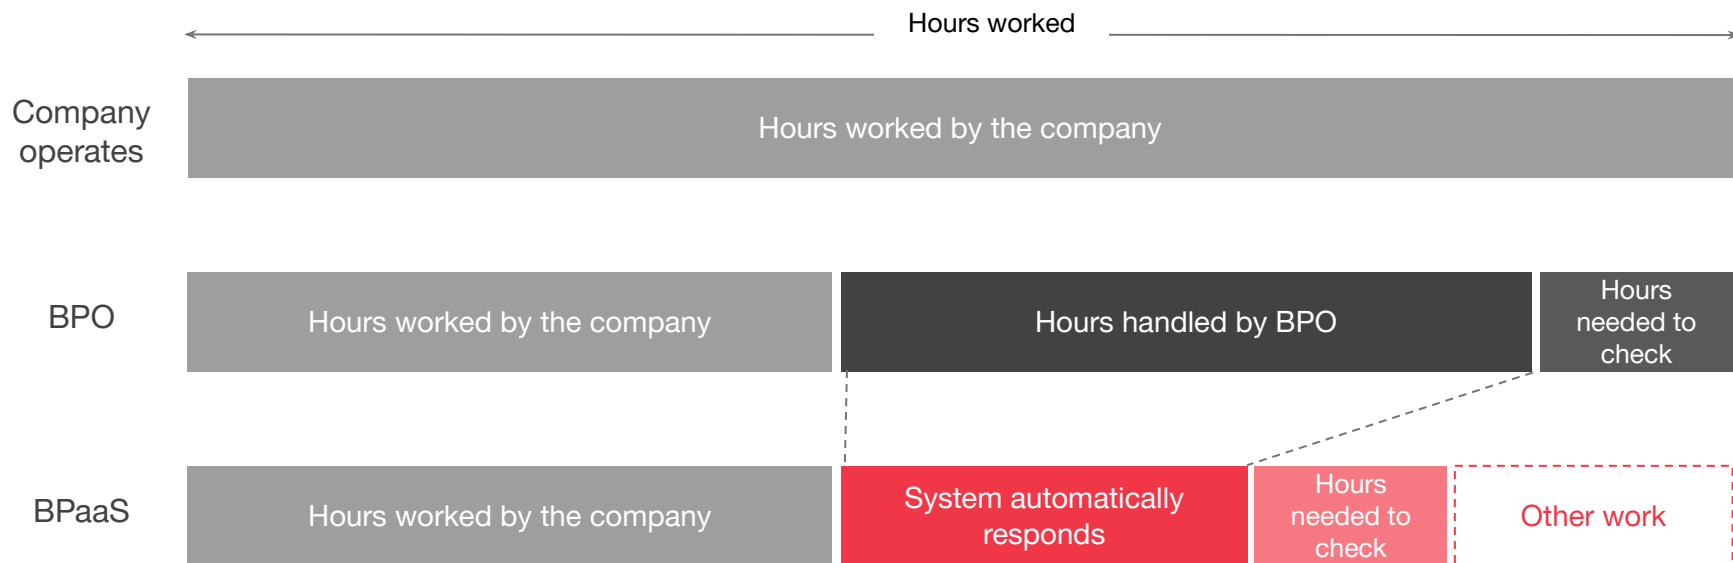 Hours worked
Company
operates
Hours worked by the company
BPO
Hours worked by the company
Hours handled by BPO
Hours
needed to
check
BPaaS
Hours worked by the company
System automatically
responds
Hours
needed to
check
Other work